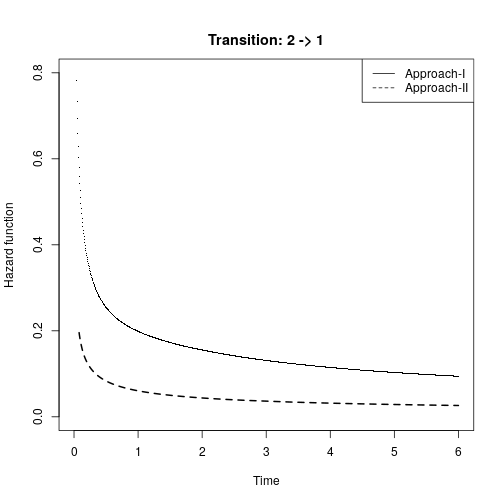 Transition: 2 -> 1
Approach-I
Approach-II
Hazard function
0.8
0.6
0.4
0.2
0.0
0 1 2 3 4 5 6
Time